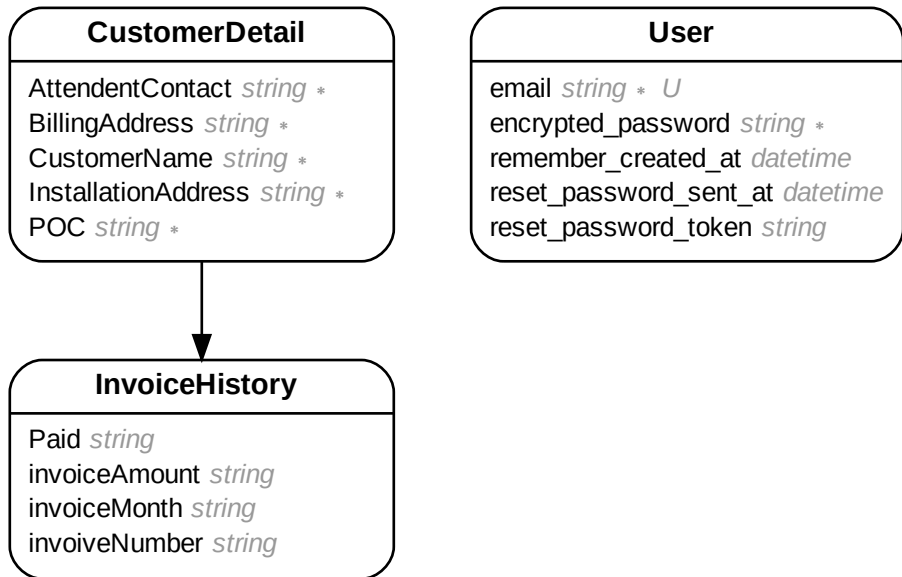 CustomerDetail
AttendentContact string *
BillingAddress string *
CustomerName string *
InstallationAddress string *
POC string *
User
email string * U
encrypted_password string *
remember_created_at datetime
reset_password_sent_at datetime
reset_password_token string
InvoiceHistory
Paid string
invoiceAmount string
invoiceMonth string
invoiveNumber string